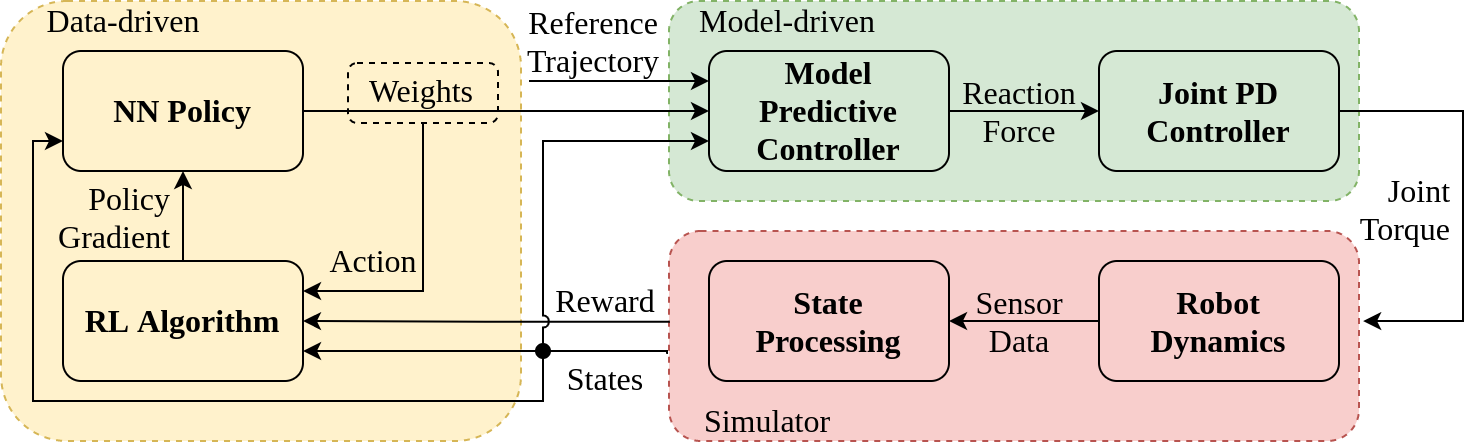 Data-driven
NN Policy
Weights
Policy
Gradient
Action
RL Algorithm
Reference
Trajectory
Model-driven
Model
Predictive
Controller
Reaction
Force
Joint PD
Controller
Joint
Torque
Reward
States
State
Processing
Sensor
Data
Robot
Dynamics
Simulator